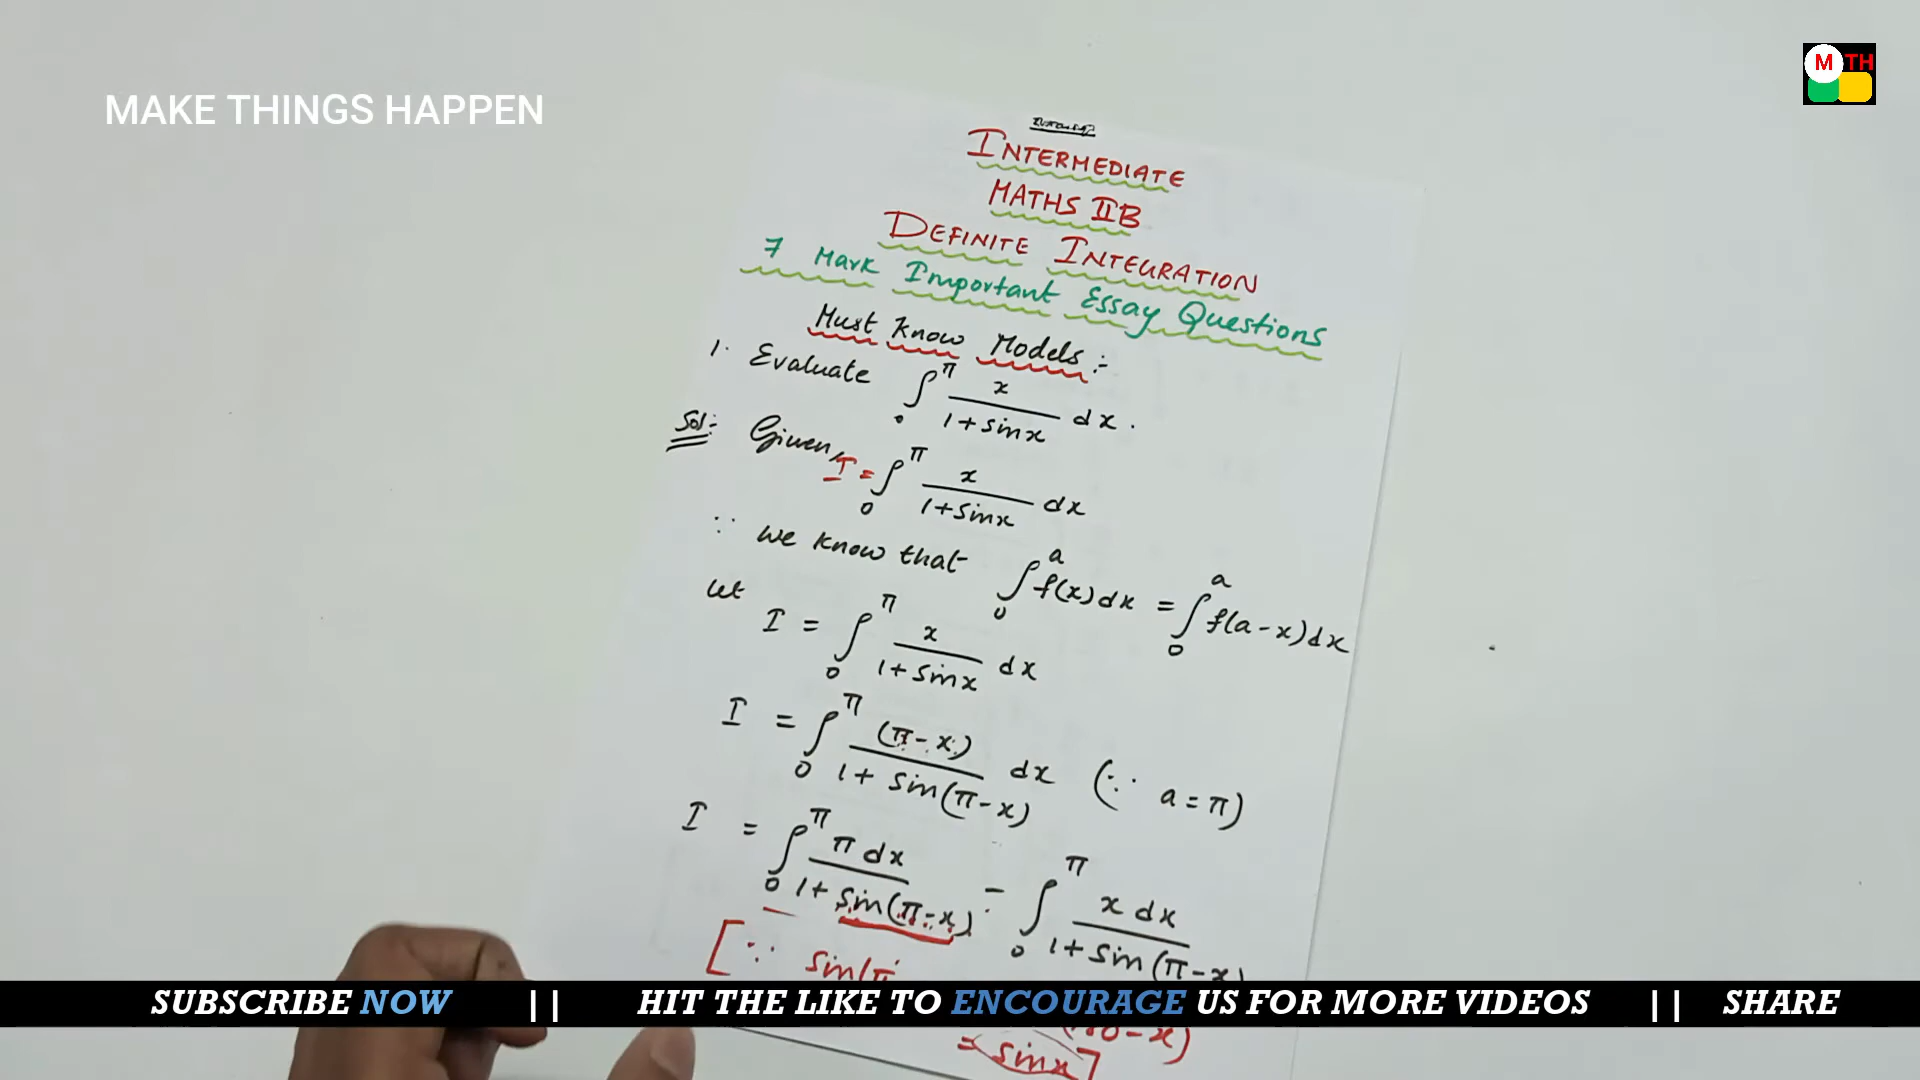 MAKE THINGS HAPPEN
M TH
INTERMEDIATE
MATHS IIB
DEFINITE INTEGRATION
7 Mark Important Essay Questions
Must Know Models :-
1. Evaluate ∫₀^π x/(1+sinx) dx.
Sol:- Given, I = ∫₀^π x/(1+sinx) dx
∵ we know that ∫₀^a f(x)dx = ∫₀^a f(a-x)dx
let
I = ∫₀^π x/(1+sinx) dx
I = ∫₀^π (π-x)/(1+sin(π-x)) dx (∵ a=π)
I = ∫₀^π π dx/(1+sin(π-x)) - ∫₀^π x dx/(1+sin(π-x))
[∵ sin(π
SUBSCRIBE NOW || HIT THE LIKE TO ENCOURAGE US FOR MORE VIDEOS || SHARE
(180-x)
= sinx]